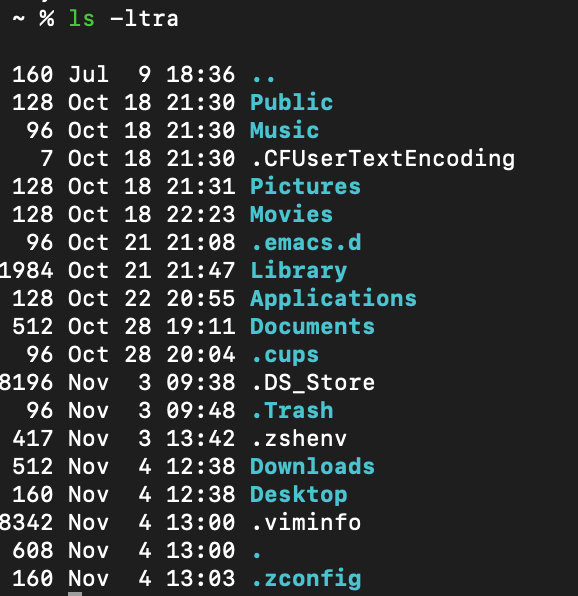 ~ % ls -ltra
160 Jul  9 18:36 ..
128 Oct 18 21:30 Public
96 Oct 18 21:30 Music
7 Oct 18 21:30 .CFUserTextEncoding
128 Oct 18 21:31 Pictures
128 Oct 18 22:23 Movies
96 Oct 21 21:08 .emacs.d
1984 Oct 21 21:47 Library
128 Oct 22 20:55 Applications
512 Oct 28 19:11 Documents
96 Oct 28 20:04 .cups
8196 Nov  3 09:38 .DS_Store
96 Nov  3 09:48 .Trash
417 Nov  3 13:42 .zshenv
512 Nov  4 12:38 Downloads
160 Nov  4 12:38 Desktop
8342 Nov  4 13:00 .viminfo
608 Nov  4 13:00 .
160 Nov  4 13:03 .zconfig